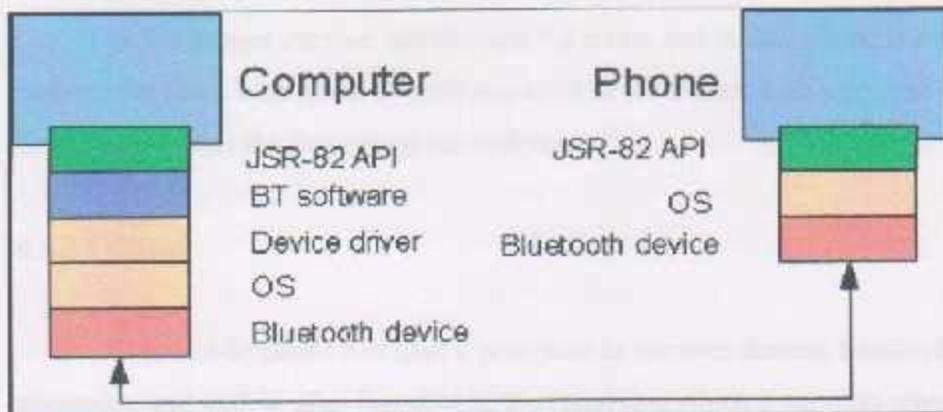 Computer
JSR-82 API
BT software
Device driver
OS
Bluetooth device
Phone
JSR-82 API
OS
Bluetooth device